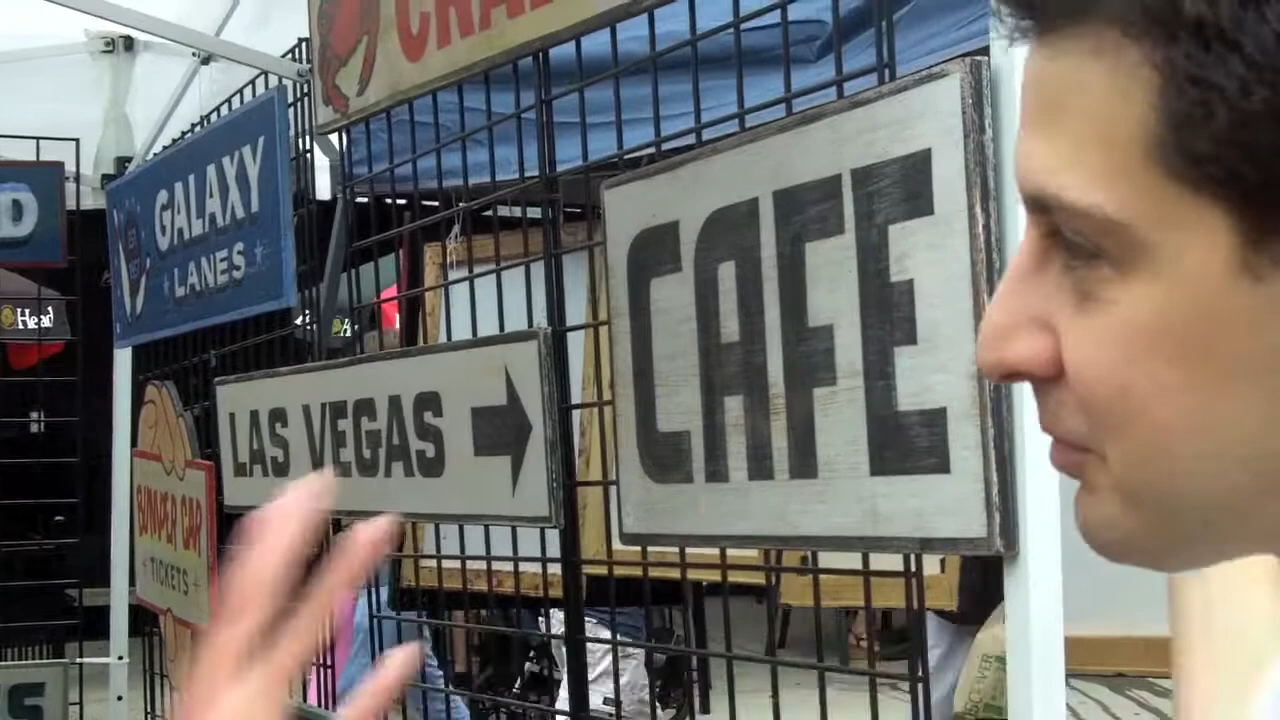 GALAXY
LANES
D
Head
LAS VEGAS
CAFE
BUMPER CAR
TICKETS